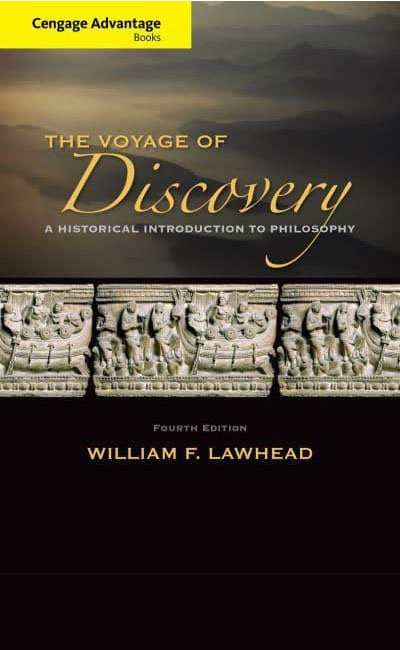 Cengage Advantage
Books
THE VOYAGE OF
Discovery
A HISTORICAL INTRODUCTION TO PHILOSOPHY
FOURTH EDITION
WILLIAM F. LAWHEAD